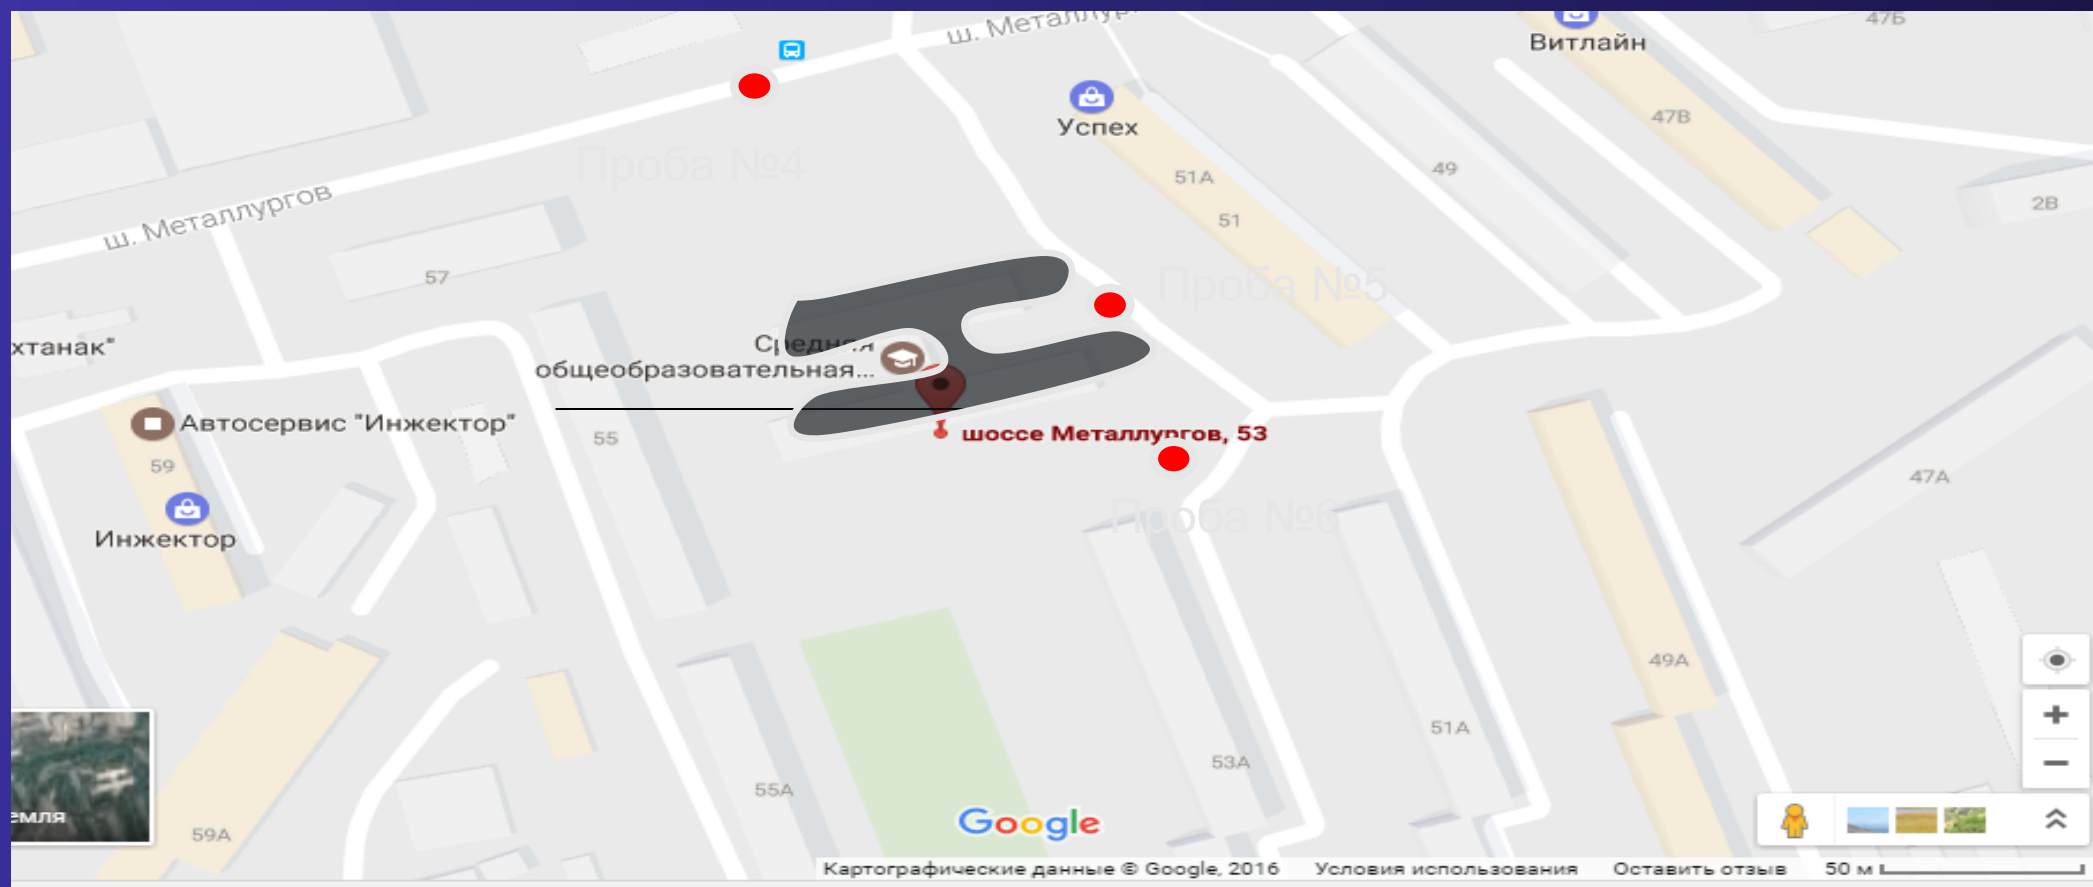 ш. Металлур
Витлайн
47Б
Успех
47В
Проба №4
51А
49
ш. Металлургов
51
2В
57
Проба №5
хтанак"
Средняя
общеобразовательная...
Автосервис "Инжектор"
55
шоссе Металлургов, 53
59
47А
Инжектор
Проба №6
49А
51А
53А
55А
емля
59А
Google
Картографические данные © Google, 2016 Условия использования Оставить отзыв 50 м